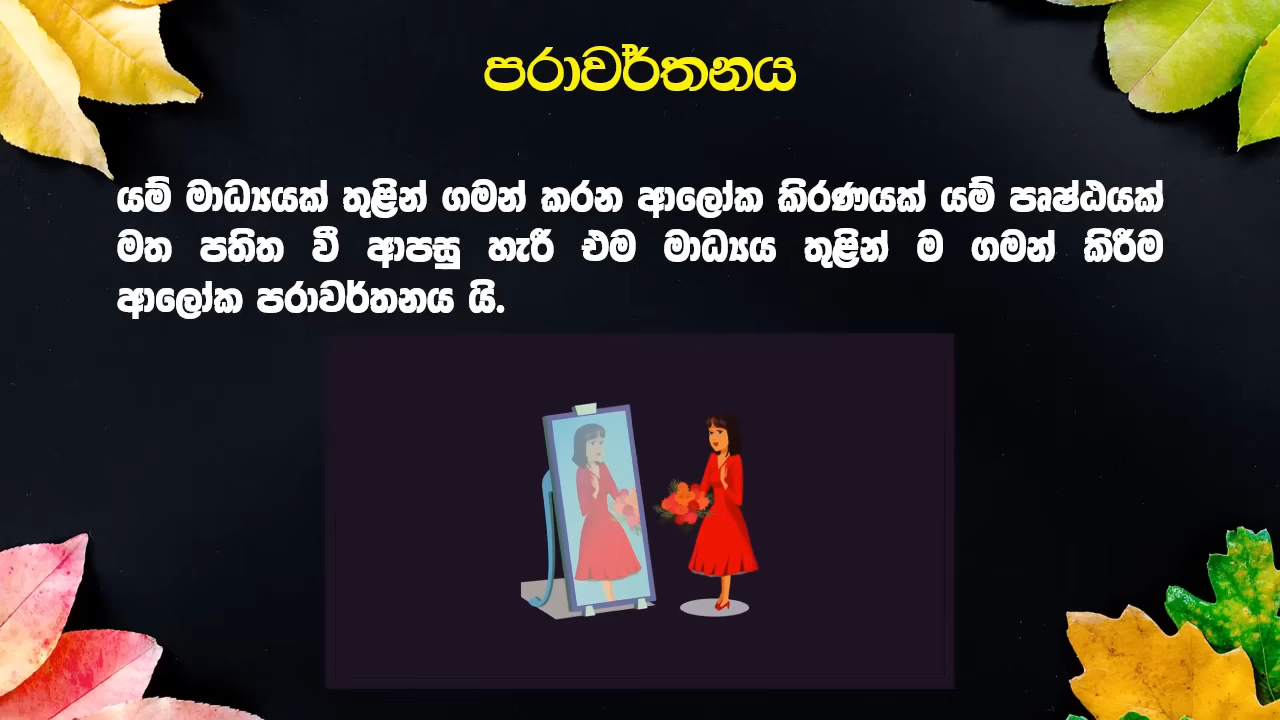 පරාවර්තනය
යම් මාධ්‍යයක් තුළින් ගමන් කරන ආලෝක කිරණයක් යම් පෘෂ්ඨයක්
මත පතිත වී ආපසු හැරී එම මාධ්‍යය තුළින් ම ගමන් කිරීම
ආලෝක පරාවර්තනය යි.